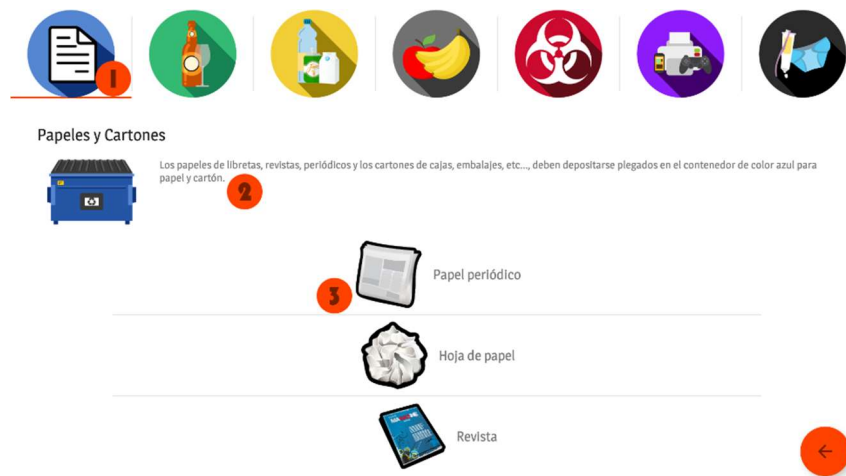 1
Papeles y Cartones
Los papeles de libretas, revistas, periódicos y los cartones de cajas, embalajes, etc..., deben depositarse plegados en el contenedor de color azul para
papel y cartón.
2
3
Papel periódico
Hoja de papel
Revista